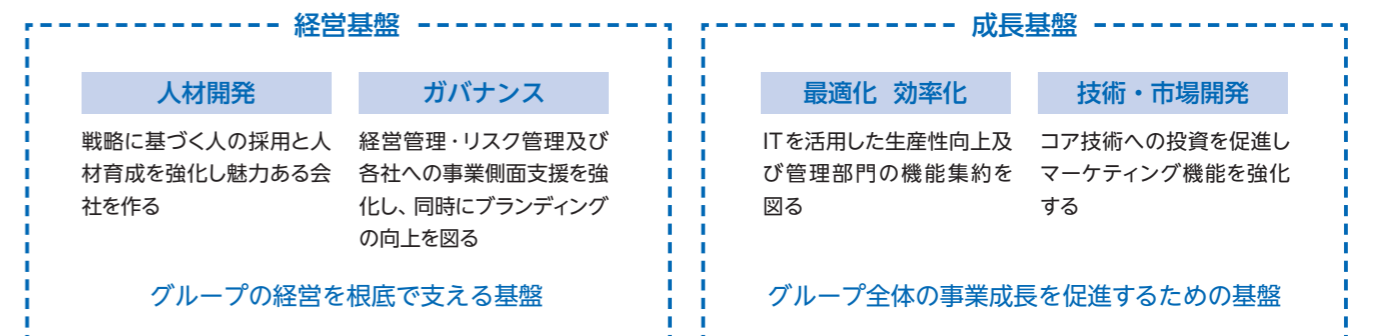 経営基盤
人材開発
戦略に基づく人の採用と人
材育成を強化し魅力ある会
社を作る
ガバナンス
経営管理・リスク管理及び
各社への事業側面支援を強
化し、同時にブランディング
の向上を図る
グループの経営を根底で支える基盤
成長基盤
最適化 効率化
ITを活用した生産性向上及
び管理部門の機能集約を
図る
技術・市場開発
コア技術への投資を促進し
マーケティング機能を強化
する
グループ全体の事業成長を促進するための基盤